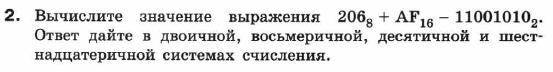 2. Вычислите значение выражения 206₈ + AF₁₆ − 11001010₂.
Ответ дайте в двоичной, восьмеричной, десятичной и шест-
надцатеричной системах счисления.